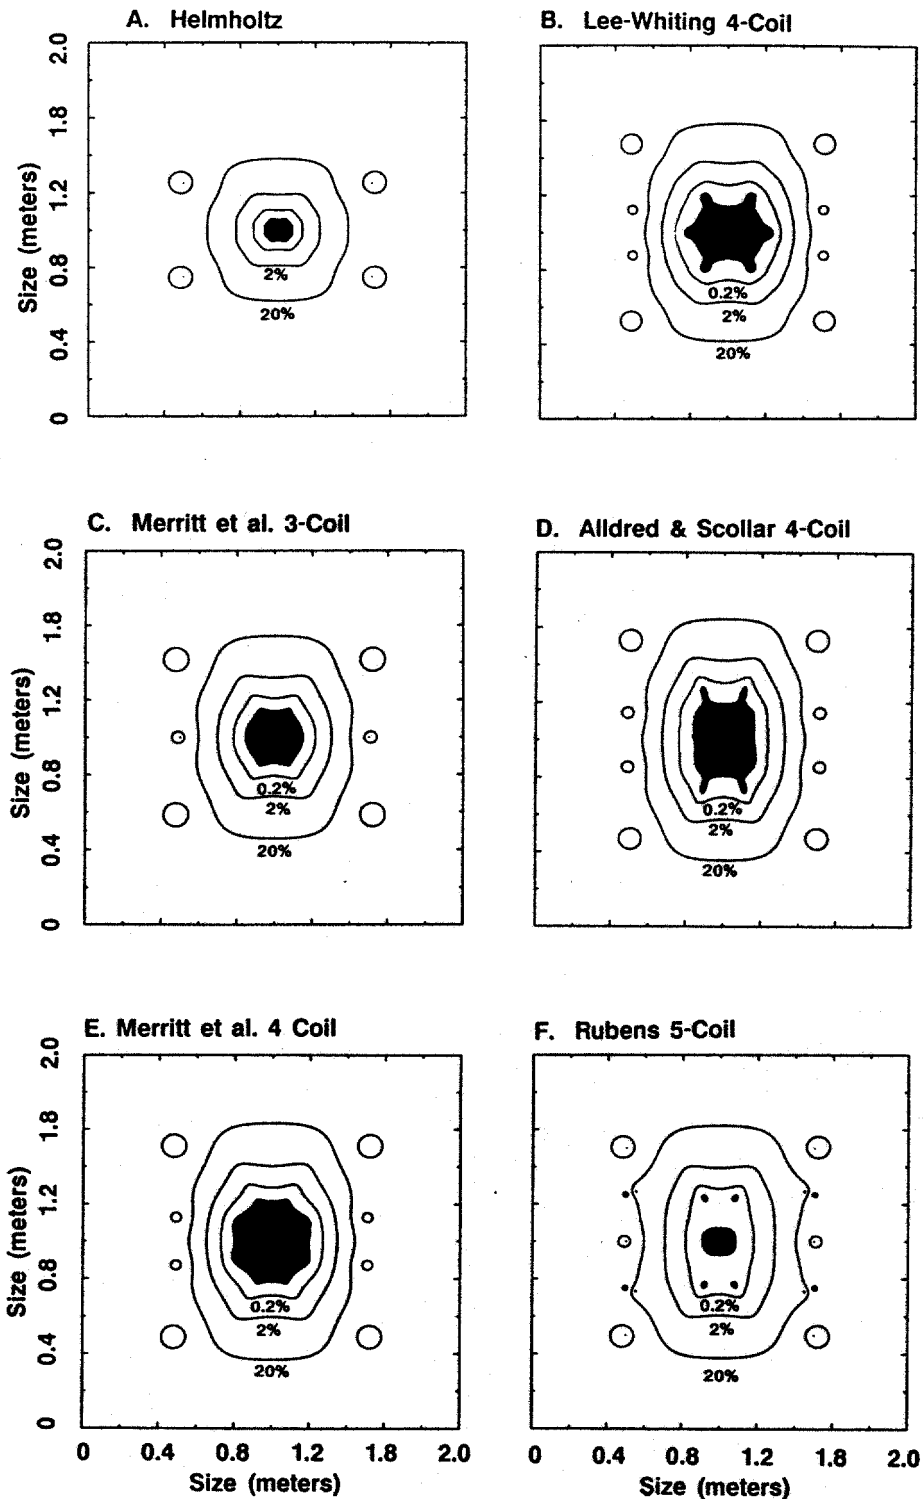 A. Helmholtz
B. Lee-Whiting 4-Coil
2.0
1.8
1.2
0.8
0.4
0
Size (meters)
2%
20%
0.2%
2%
20%
C. Merritt et al. 3-Coil
D. Alldred & Scollar 4-Coil
2.0
1.8
1.2
0.8
0.4
0
Size (meters)
0.2%
2%
20%
0.2%
2%
20%
E. Merritt et al. 4 Coil
F. Rubens 5-Coil
2.0
1.8
1.2
0.8
0.4
0
Size (meters)
0.2%
2%
20%
0.2%
2%
20%
0 0.4 0.8 1.2 1.6 2.0
0 0.4 0.8 1.2 1.6 2.0
Size (meters)
Size (meters)